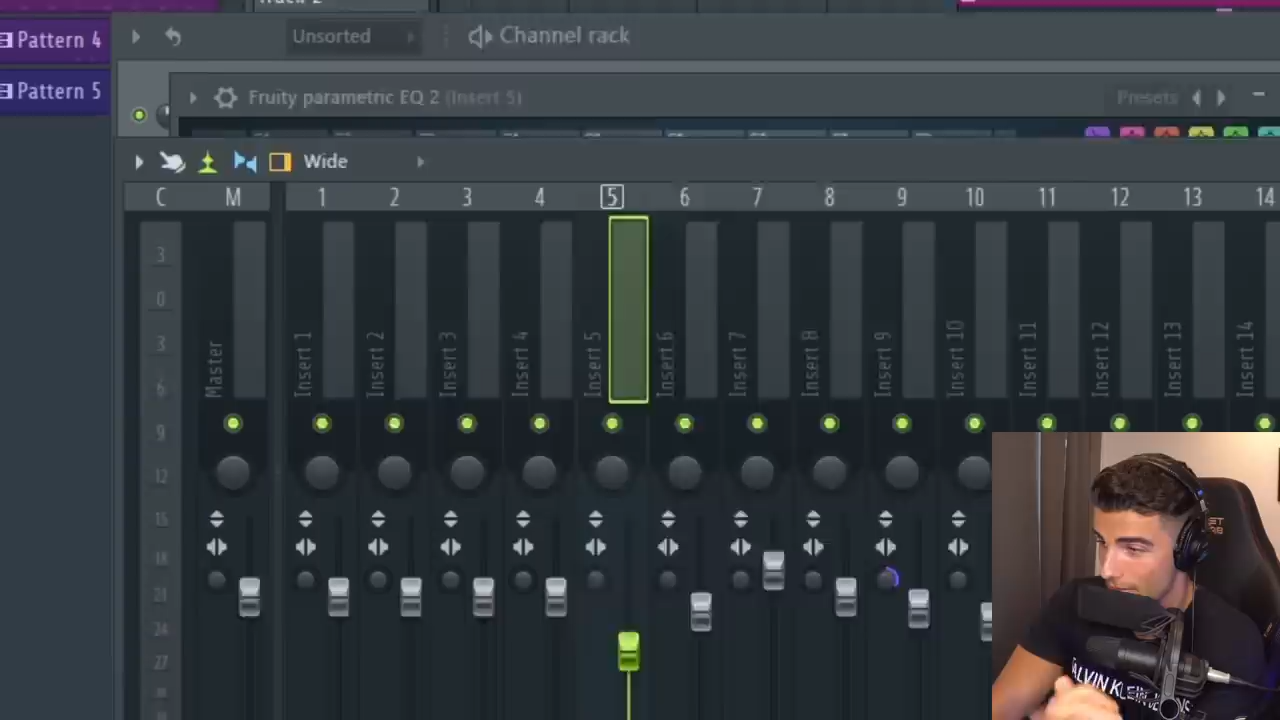 Track 2
Pattern 4
Unsorted
Channel rack
Pattern 5
Fruity parametric EQ 2 (Insert 5)
Presets
Wide
C M 1 2 3 4 5 6 7 8 9 10 11 12 13 14
3
0
3
6
9
12
15
18
21
24
27
Master
Insert 1
Insert 2
Insert 3
Insert 4
Insert 5
Insert 6
Insert 7
Insert 8
Insert 9
Insert 10
Insert 11
Insert 12
Insert 13
Insert 14
ALVIN KLEIN